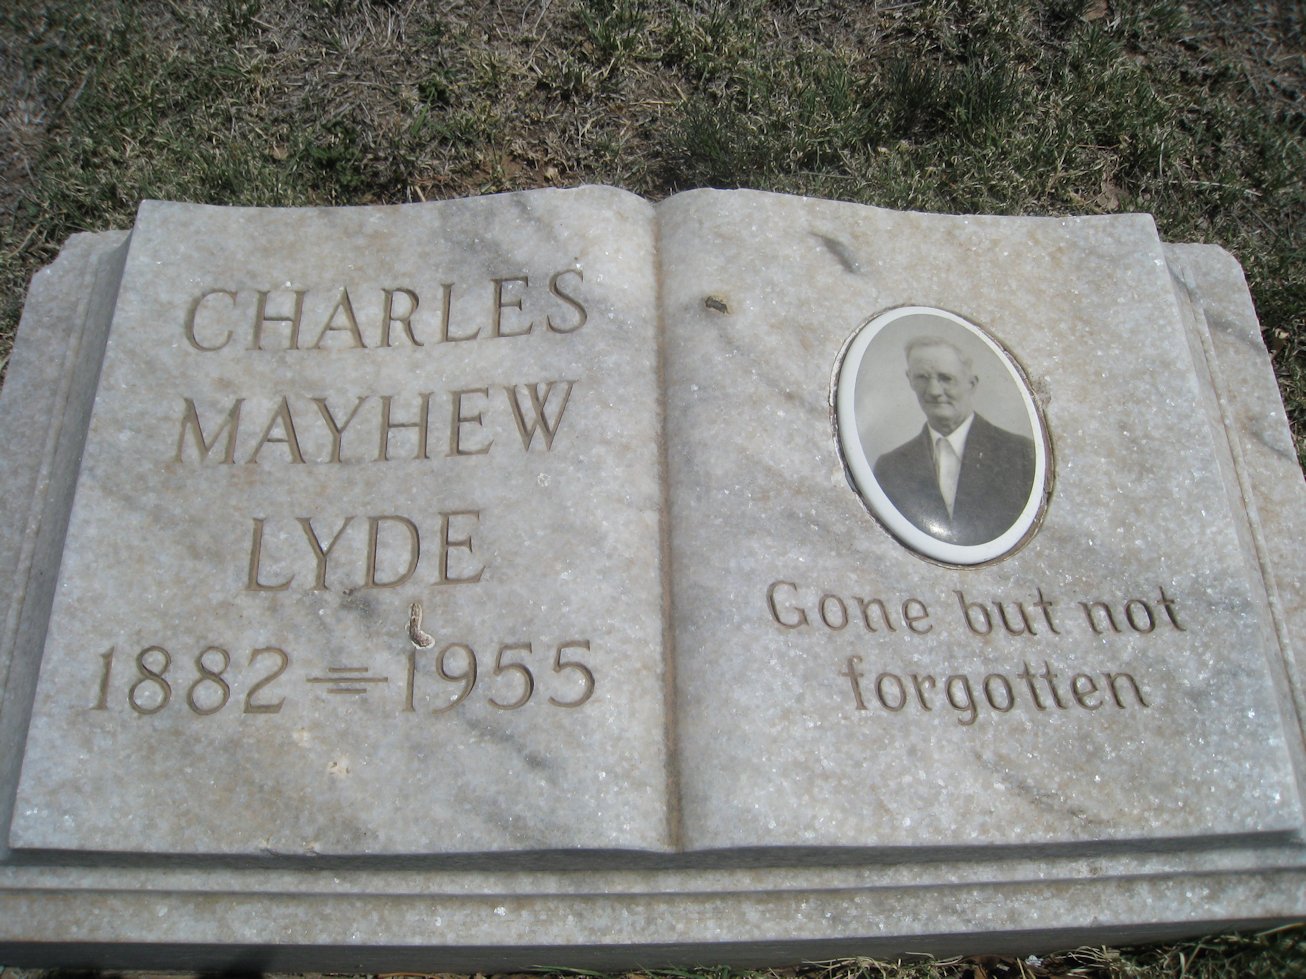 CHARLES
MAYHEW
LYDE
1882 = 1955
Gone but not
forgotten